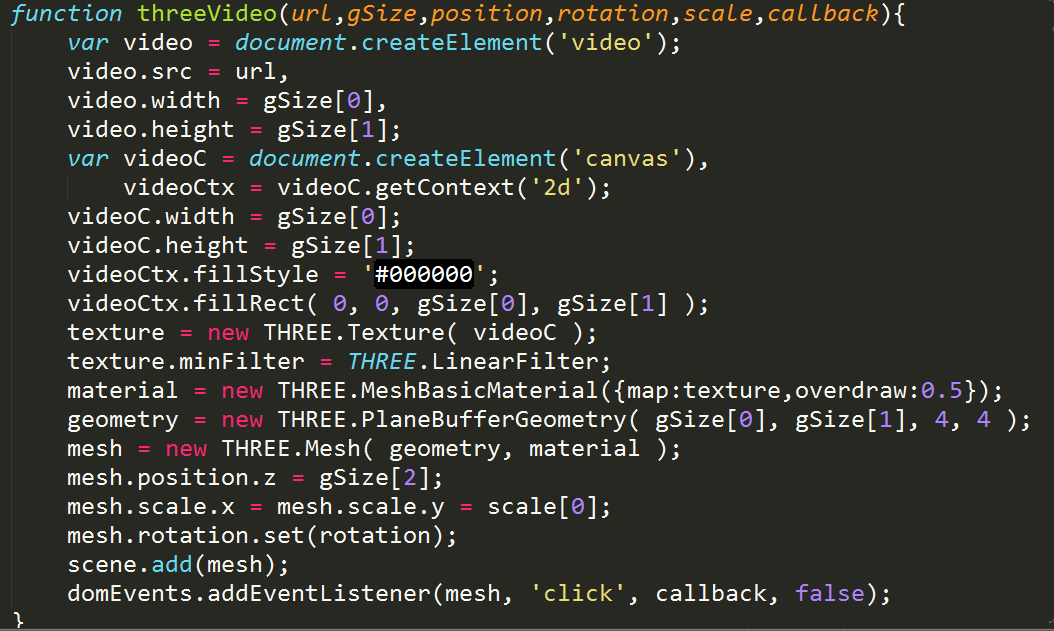 function threeVideo(url,gSize,position,rotation,scale,callback){
    var video = document.createElement('video');
    video.src = url,
    video.width = gSize[0],
    video.height = gSize[1];
    var videoC = document.createElement('canvas'),
        videoCtx = videoC.getContext('2d');
    videoC.width = gSize[0];
    videoC.height = gSize[1];
    videoCtx.fillStyle = '#000000';
    videoCtx.fillRect( 0, 0, gSize[0], gSize[1] );
    texture = new THREE.Texture( videoC );
    texture.minFilter = THREE.LinearFilter;
    material = new THREE.MeshBasicMaterial({map:texture,overdraw:0.5});
    geometry = new THREE.PlaneBufferGeometry( gSize[0], gSize[1], 4, 4 );
    mesh = new THREE.Mesh( geometry, material );
    mesh.position.z = gSize[2];
    mesh.scale.x = mesh.scale.y = scale[0];
    mesh.rotation.set(rotation);
    scene.add(mesh);
    domEvents.addEventListener(mesh, 'click', callback, false);
}